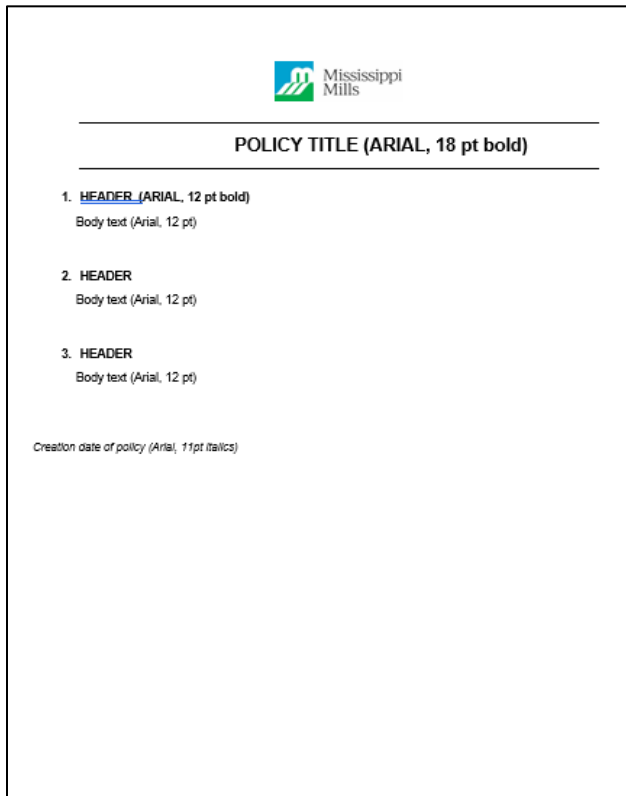 Mississippi
Mills
POLICY TITLE (ARIAL, 18 pt bold)
1. HEADER (ARIAL, 12 pt bold)
Body text (Arial, 12 pt)
2. HEADER
Body text (Arial, 12 pt)
3. HEADER
Body text (Arial, 12 pt)
Creation date of policy (Arial, 11pt italics)